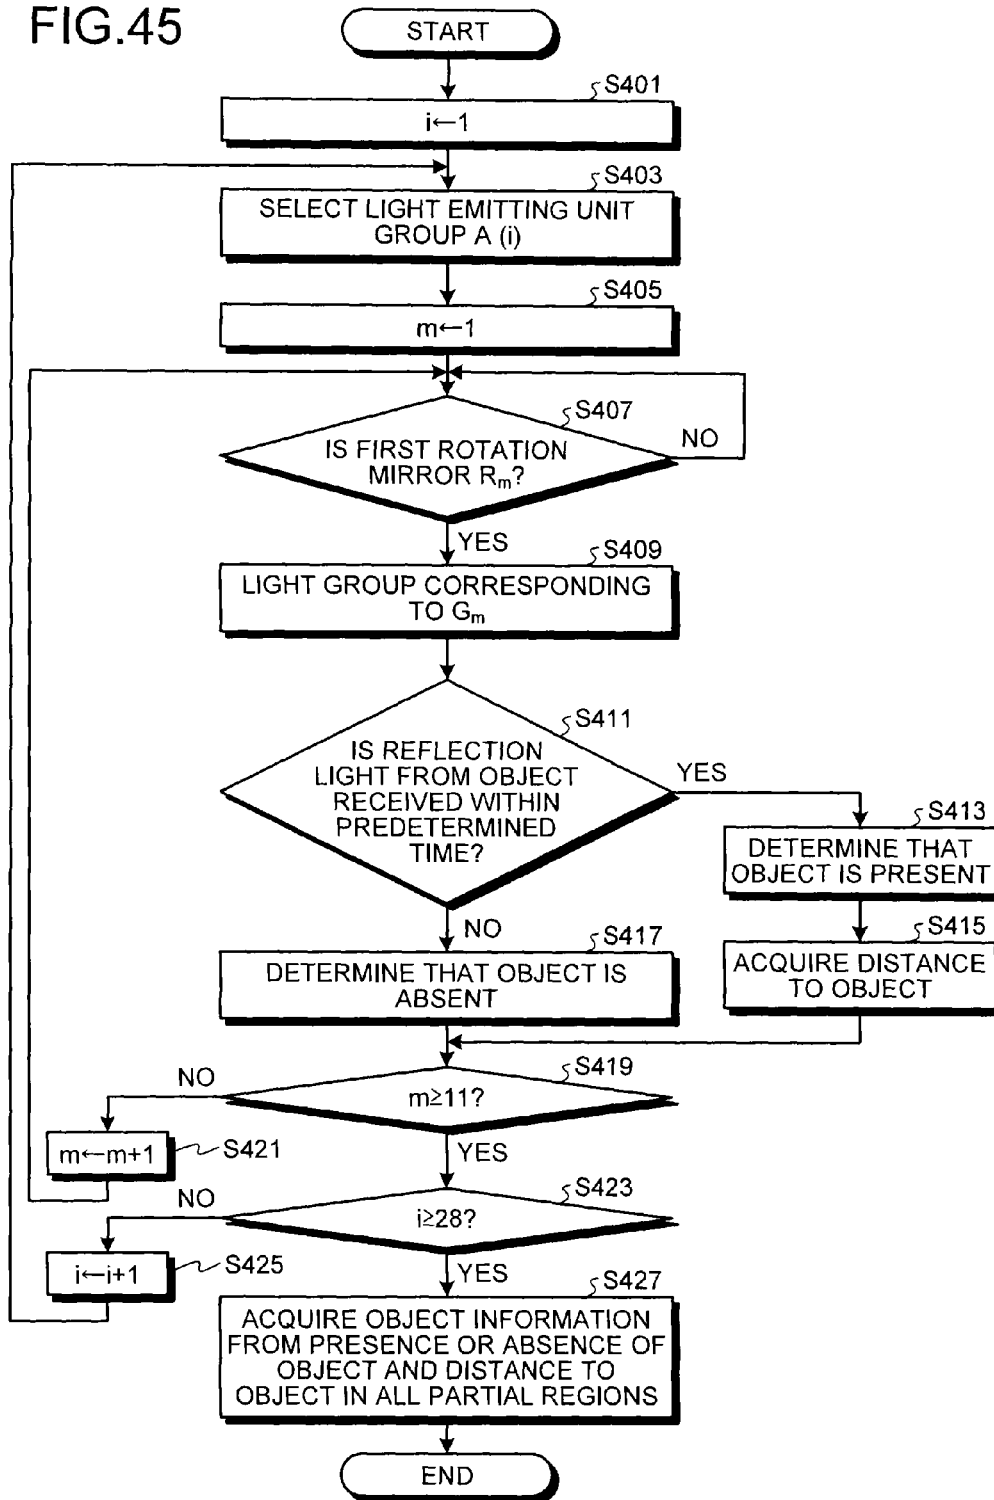 FIG.45
START
S401
i←1
S403
SELECT LIGHT EMITTING UNIT
GROUP A (i)
S405
m←1
S407
IS FIRST ROTATION
MIRROR Rm?
NO
YES
S409
LIGHT GROUP CORRESPONDING
TO Gm
S411
IS REFLECTION
LIGHT FROM OBJECT
RECEIVED WITHIN
PREDETERMINED
TIME?
YES
S413
DETERMINE THAT
OBJECT IS PRESENT
S415
ACQUIRE DISTANCE
TO OBJECT
NO
S417
DETERMINE THAT OBJECT IS
ABSENT
S419
m≥11?
NO
m←m+1
S421
YES
S423
i≥28?
NO
i←i+1
S425
YES
S427
ACQUIRE OBJECT INFORMATION
FROM PRESENCE OR ABSENCE OF
OBJECT AND DISTANCE TO
OBJECT IN ALL PARTIAL REGIONS
END